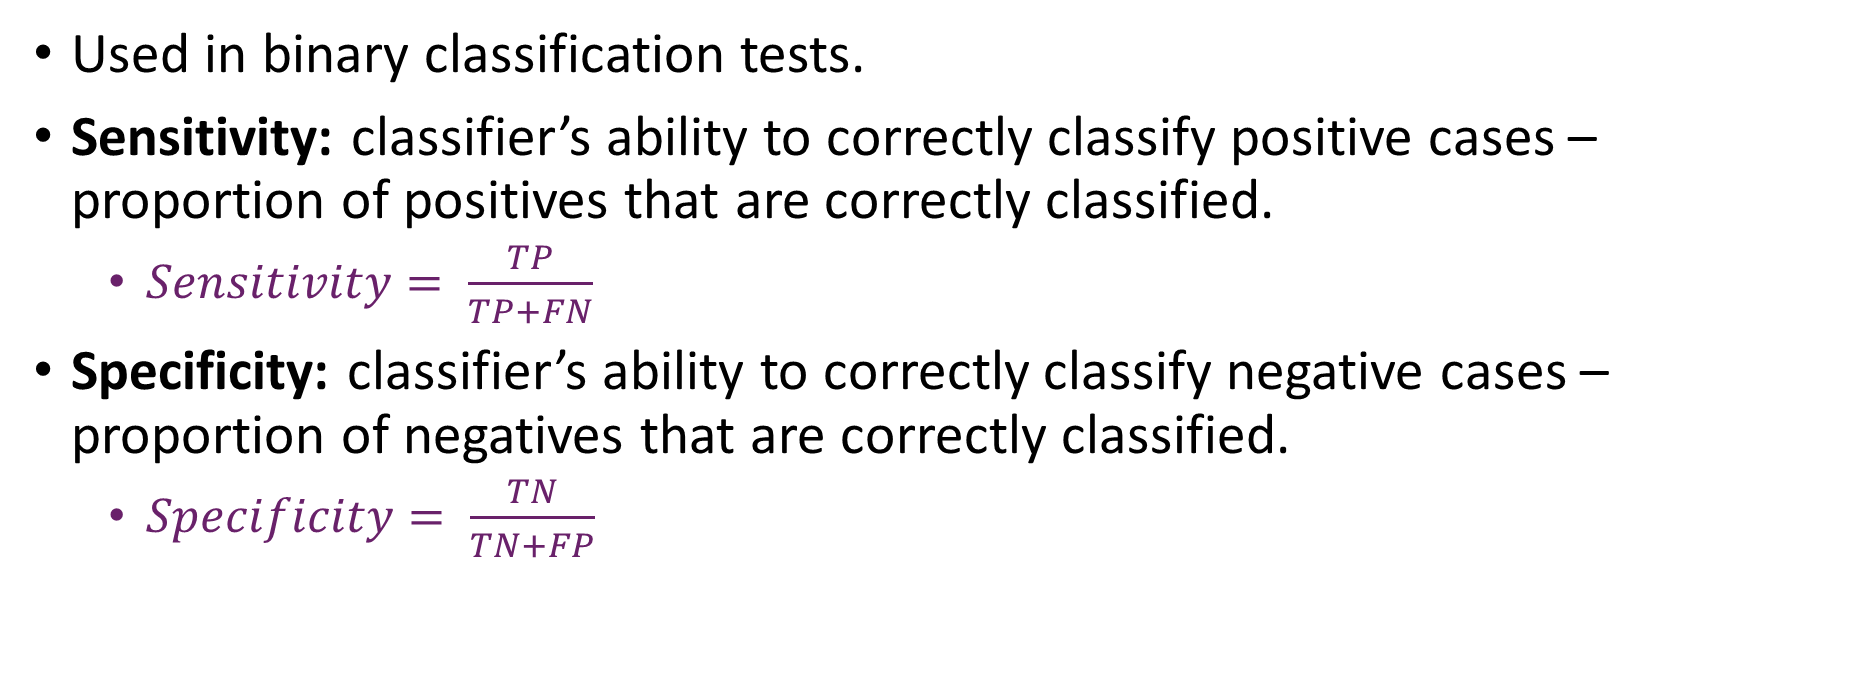 • Used in binary classification tests.
• Sensitivity: classifier’s ability to correctly classify positive cases –
proportion of positives that are correctly classified.
• Sensitivity = TP / TP+FN
• Specificity: classifier’s ability to correctly classify negative cases –
proportion of negatives that are correctly classified.
• Specificity = TN / TN+FP